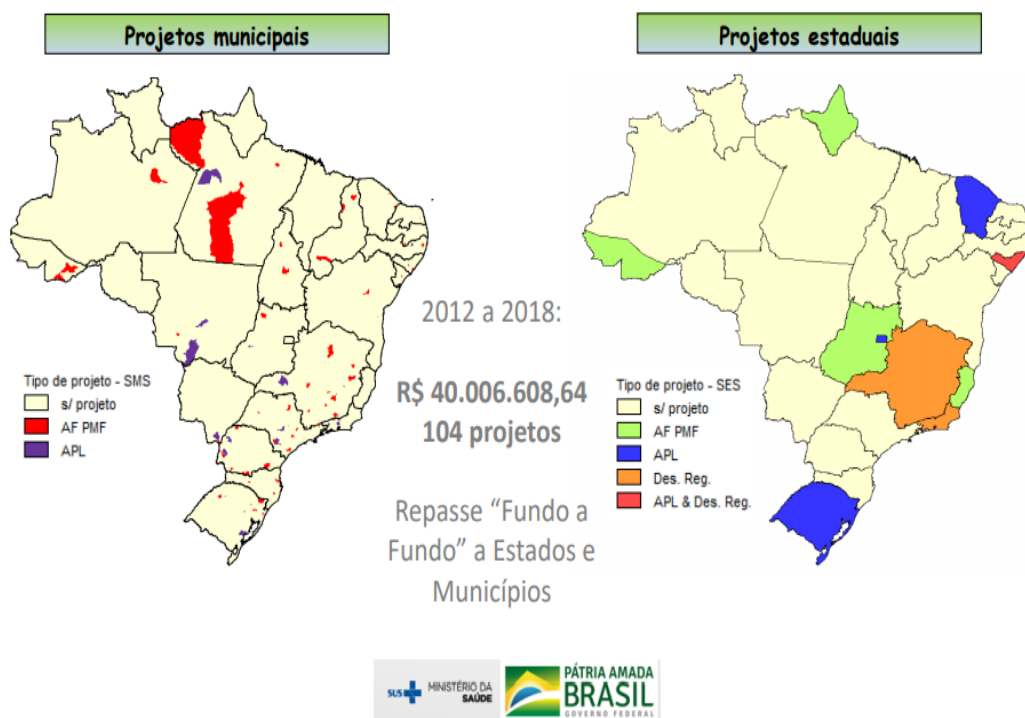 Projetos municipais
Projetos estaduais
2012 a 2018:
R$ 40.006.608,64
104 projetos
Repasse “Fundo a
Fundo” a Estados e
Municípios
Tipo de projeto - SMS
s/ projeto
AF PMF
APL
Tipo de projeto - SES
s/ projeto
AF PMF
APL
Des. Reg.
APL & Des. Reg.
SUS
MINISTÉRIO DA
SAÚDE
PÁTRIA AMADA
BRASIL
GOVERNO FEDERAL